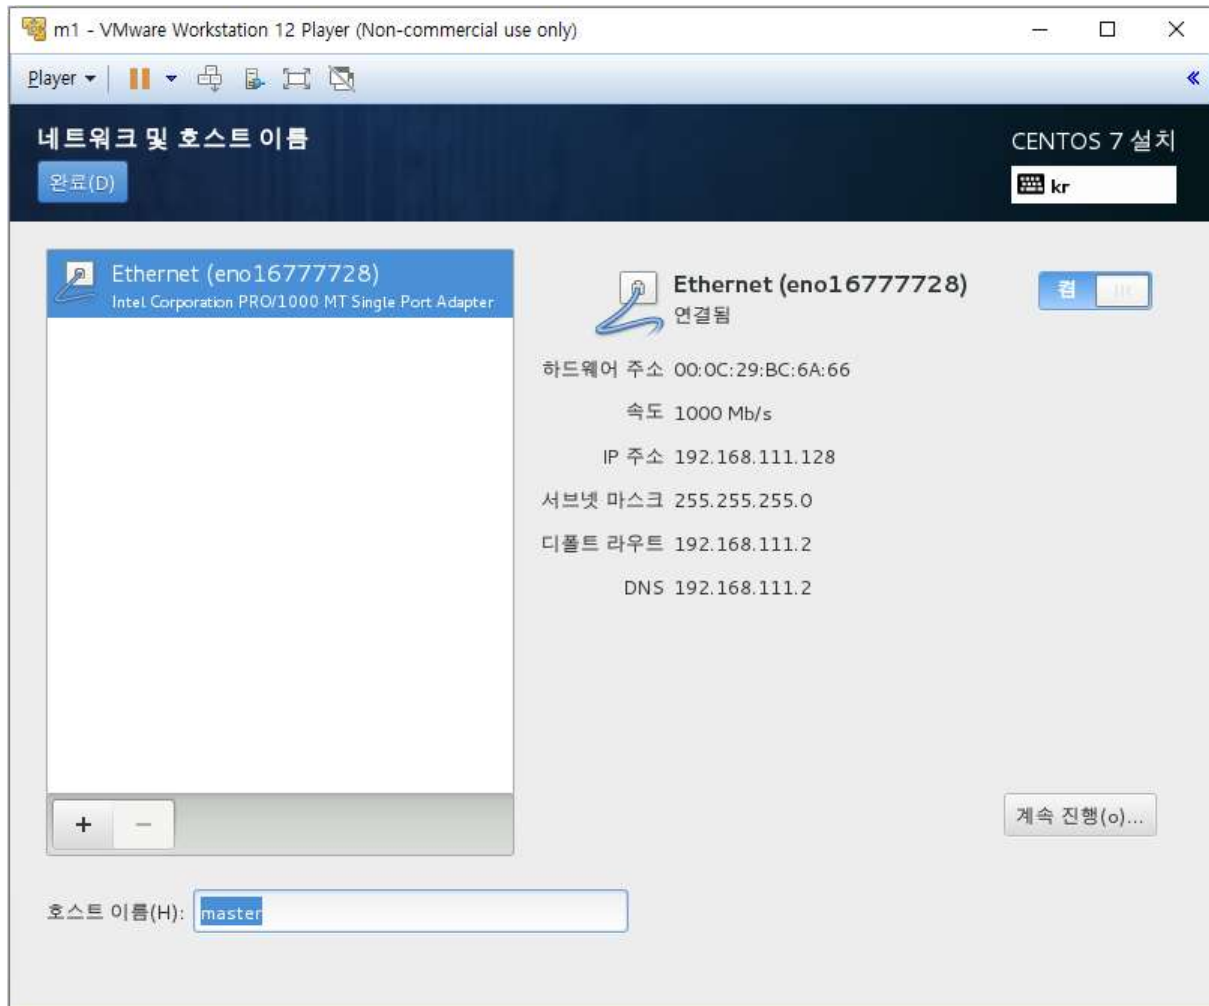 m1 - VMware Workstation 12 Player (Non-commercial use only)
Player
네트워크 및 호스트 이름
CENTOS 7 설치
완료(D)
kr
Ethernet (eno16777728)
Intel Corporation PRO/1000 MT Single Port Adapter
Ethernet (eno16777728)
켬
연결됨
하드웨어 주소 00:0C:29:BC:6A:66
속도 1000 Mb/s
IP 주소 192.168.111.128
서브넷 마스크 255.255.255.0
디폴트 라우트 192.168.111.2
DNS 192.168.111.2
+ −
계속 진행(o)...
호스트 이름(H): master